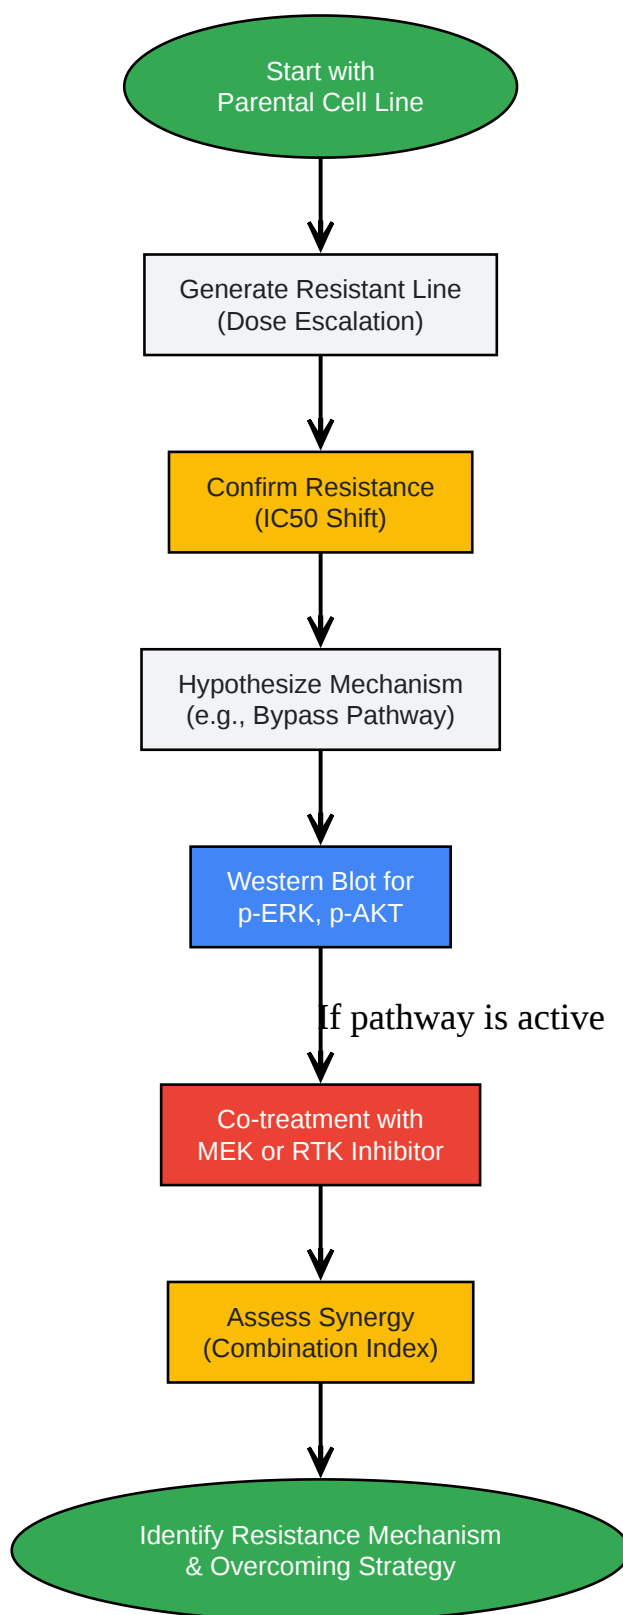 Start with
Parental Cell Line
Generate Resistant Line
(Dose Escalation)
Confirm Resistance
(IC50 Shift)
Hypothesize Mechanism
(e.g., Bypass Pathway)
Western Blot for
p-ERK, p-AKT
If pathway is active
Co-treatment with
MEK or RTK Inhibitor
Assess Synergy
(Combination Index)
Identify Resistance Mechanism
& Overcoming Strategy